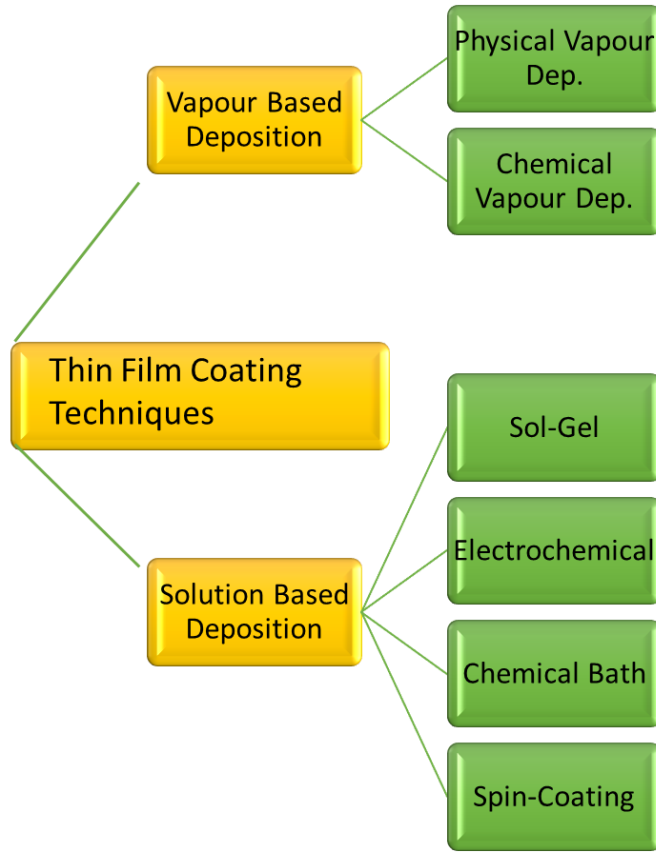 Physical Vapour
Dep.
Vapour Based
Deposition
Chemical
Vapour Dep.
Thin Film Coating
Techniques
Sol-Gel
Electrochemical
Solution Based
Deposition
Chemical Bath
Spin-Coating